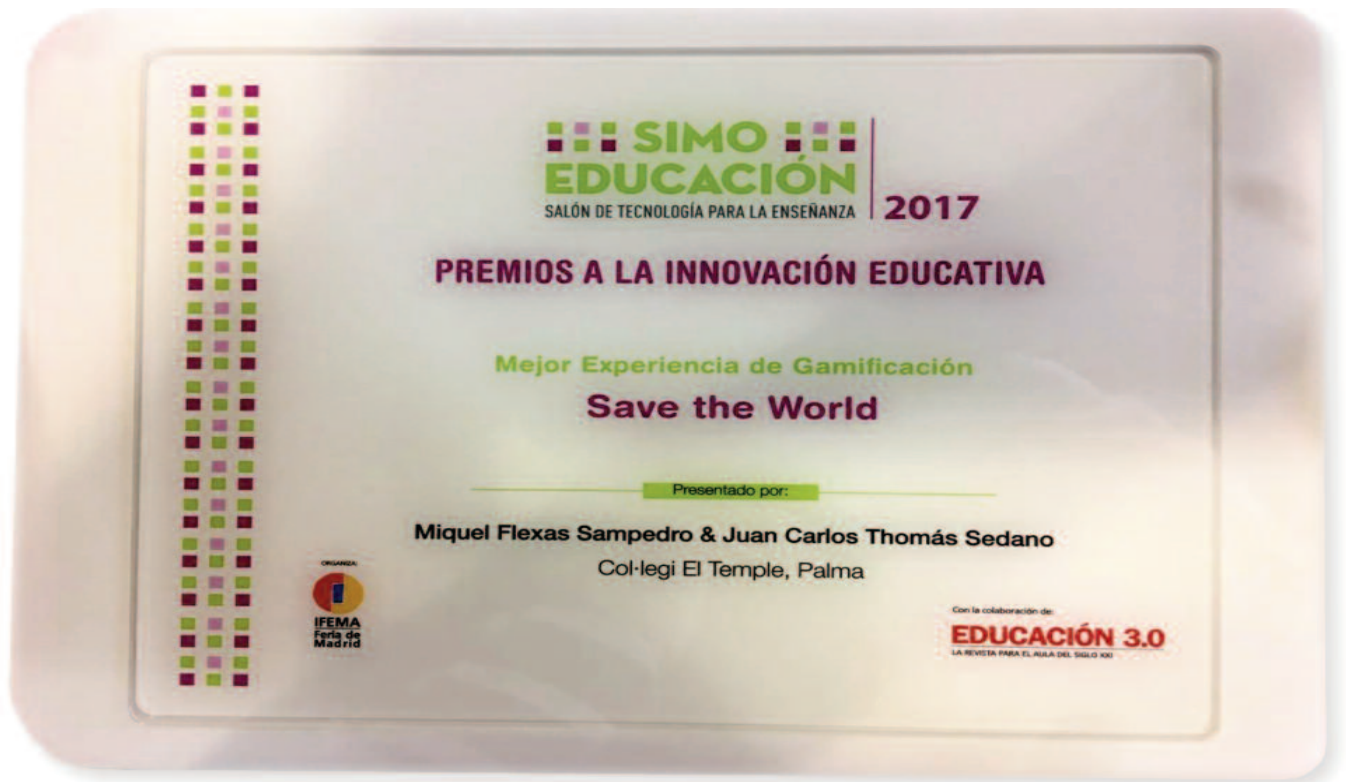 SIMO
EDUCACIÓN
SALÓN DE TECNOLOGÍA PARA LA ENSEÑANZA
2017
PREMIOS A LA INNOVACIÓN EDUCATIVA
Mejor Experiencia de Gamificación
Save the World
Presentado por:
Miquel Flexas Sampedro & Juan Carlos Thomás Sedano
Col·legi El Temple, Palma
ORGANIZA:
IFEMA
Feria de
Madrid
Con la colaboración de:
EDUCACIÓN 3.0
LA REVISTA PARA EL AULA DEL SIGLO XXI